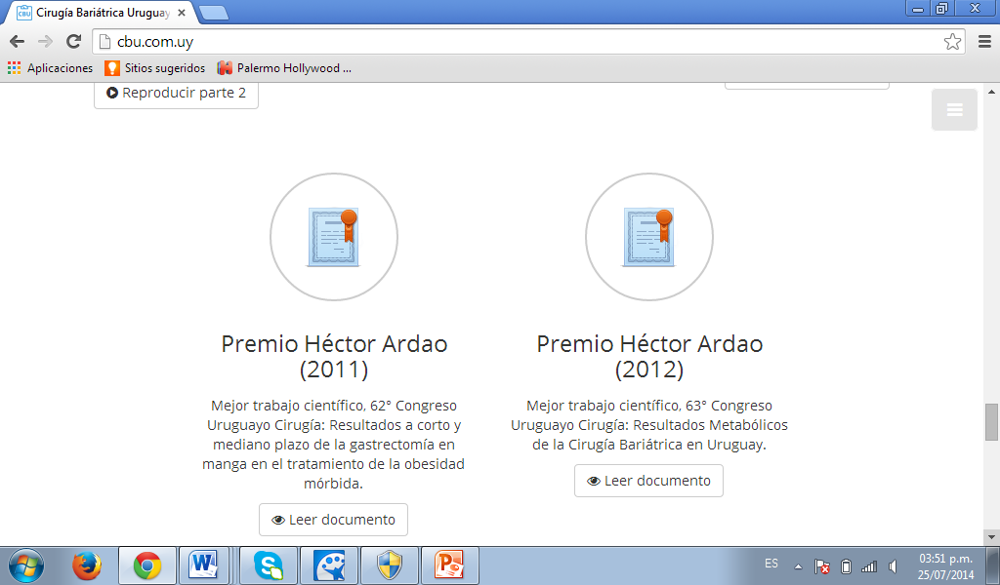 Cirugía Bariátrica Uruguay
cbu.com.uy
Aplicaciones Sitios sugeridos Palermo Hollywood ...
Reproducir parte 2
Premio Héctor Ardao
(2011)
Mejor trabajo científico, 62° Congreso
Uruguayo Cirugía: Resultados a corto y
mediano plazo de la gastrectomía en
manga en el tratamiento de la obesidad
mórbida.
Leer documento
Premio Héctor Ardao
(2012)
Mejor trabajo científico, 63° Congreso
Uruguayo Cirugía: Resultados Metabólicos
de la Cirugía Bariátrica en Uruguay.
Leer documento
ES
03:51 p.m.
25/07/2014